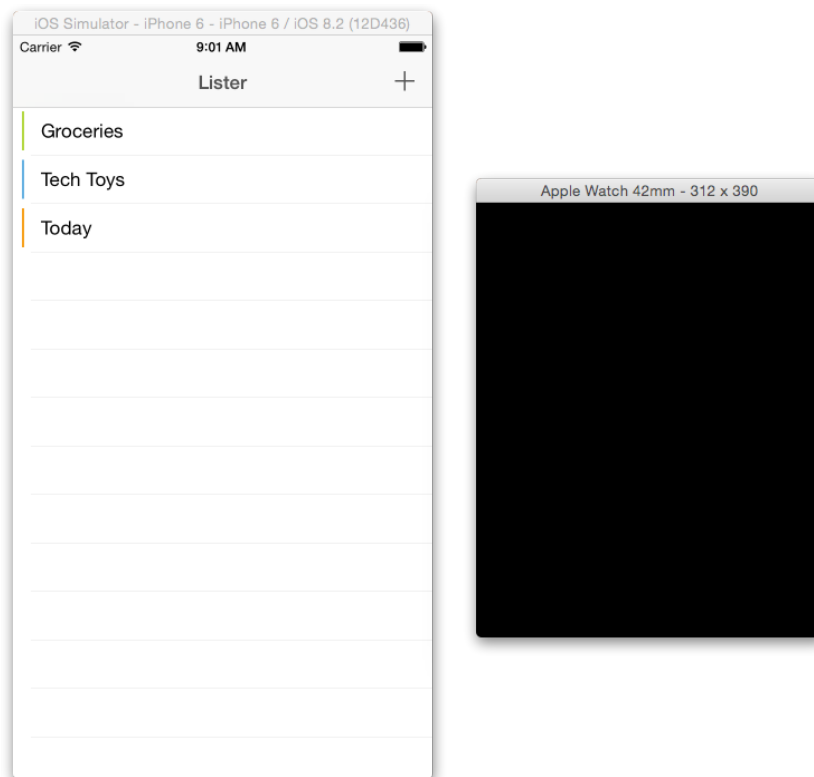 iOS Simulator - iPhone 6 - iPhone 6 / iOS 8.2 (12D436)
Carrier 9:01 AM
Lister
Groceries
Tech Toys
Today
Apple Watch 42mm - 312 x 390